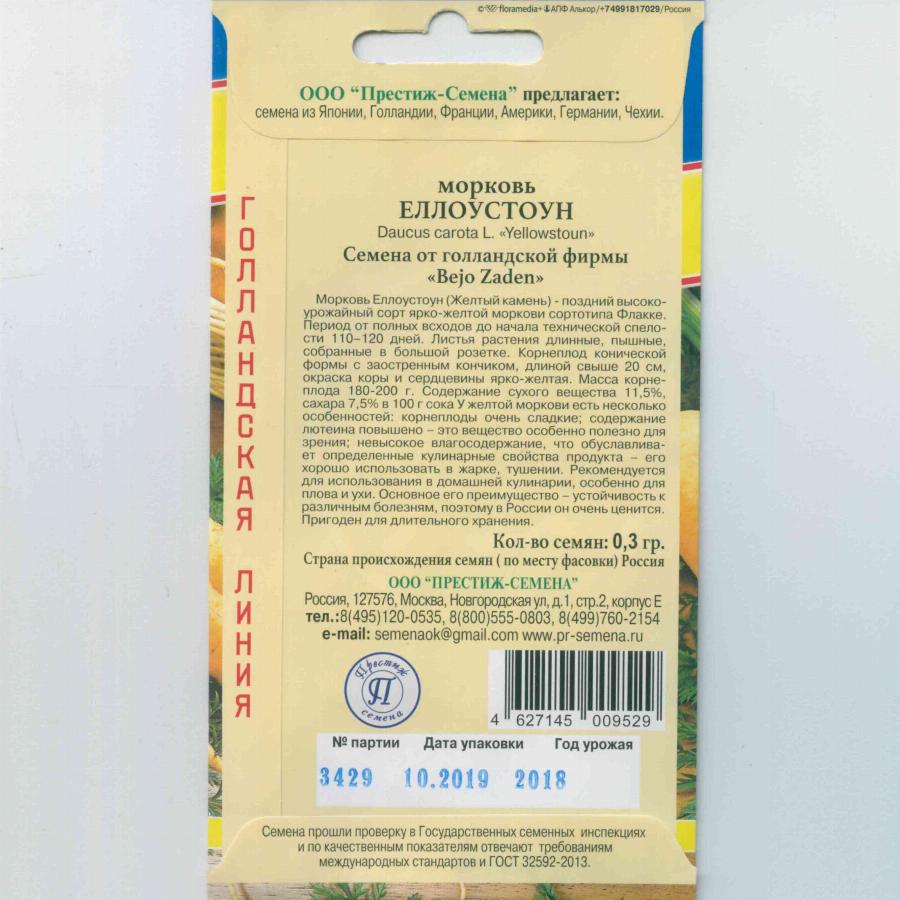 © floramedia+ АПФ Алькор/+74991817029/Россия
ООО “Престиж-Семена” предлагает:
семена из Японии, Голландии, Франции, Америки, Германии, Чехии.
ГОЛЛАНДСКАЯ ЛИНИЯ
морковь
ЕЛЛОУСТОУН
Daucus carota L. «Yellowstoun»
Семена от голландской фирмы
«Bejo Zaden»
Морковь Еллоустоун (Желтый камень) - поздний высоко-
урожайный сорт ярко-желтой моркови сортотипа Флакке.
Период от полных всходов до начала технической спело-
сти 110–120 дней. Листья растения длинные, пышные,
собранные в большой розетке. Корнеплод конической
формы с заостренным кончиком, длиной свыше 20 см,
окраска коры и сердцевины ярко-желтая. Масса корне-
плода 180-200 г. Содержание сухого вещества 11,5%,
сахара 7,5% в 100 г сока У желтой моркови есть несколько
особенностей: корнеплоды очень сладкие; содержание
лютеина повышено – это вещество особенно полезно для
зрения; невысокое влагосодержание, что обуславлива-
ет определенные кулинарные свойства продукта – его
хорошо использовать в жарке, тушении. Рекомендуется
для использования в домашней кулинарии, особенно для
плова и ухи. Основное его преимущество – устойчивость к
различным болезням, поэтому в России он очень ценится.
Пригоден для длительного хранения.
Кол-во семян: 0,3 гр.
Страна происхождения семян ( по месту фасовки) Россия
ООО “ПРЕСТИЖ-СЕМЕНА”
Россия, 127576, Москва, Новгородская ул, д.1, стр.2, корпус Е
тел.:8(495)120-0535, 8(800)555-0803, 8(499)760-2154
e-mail: semenaok@gmail.com www.pr-semena.ru
Престиж
П
семена
4 627145 009529
№ партии Дата упаковки Год урожая
3429 10.2019 2018
Семена прошли проверку в Государственных семенных инспекциях
и по качественным показателям отвечают требованиям
международных стандартов и ГОСТ 32592-2013.